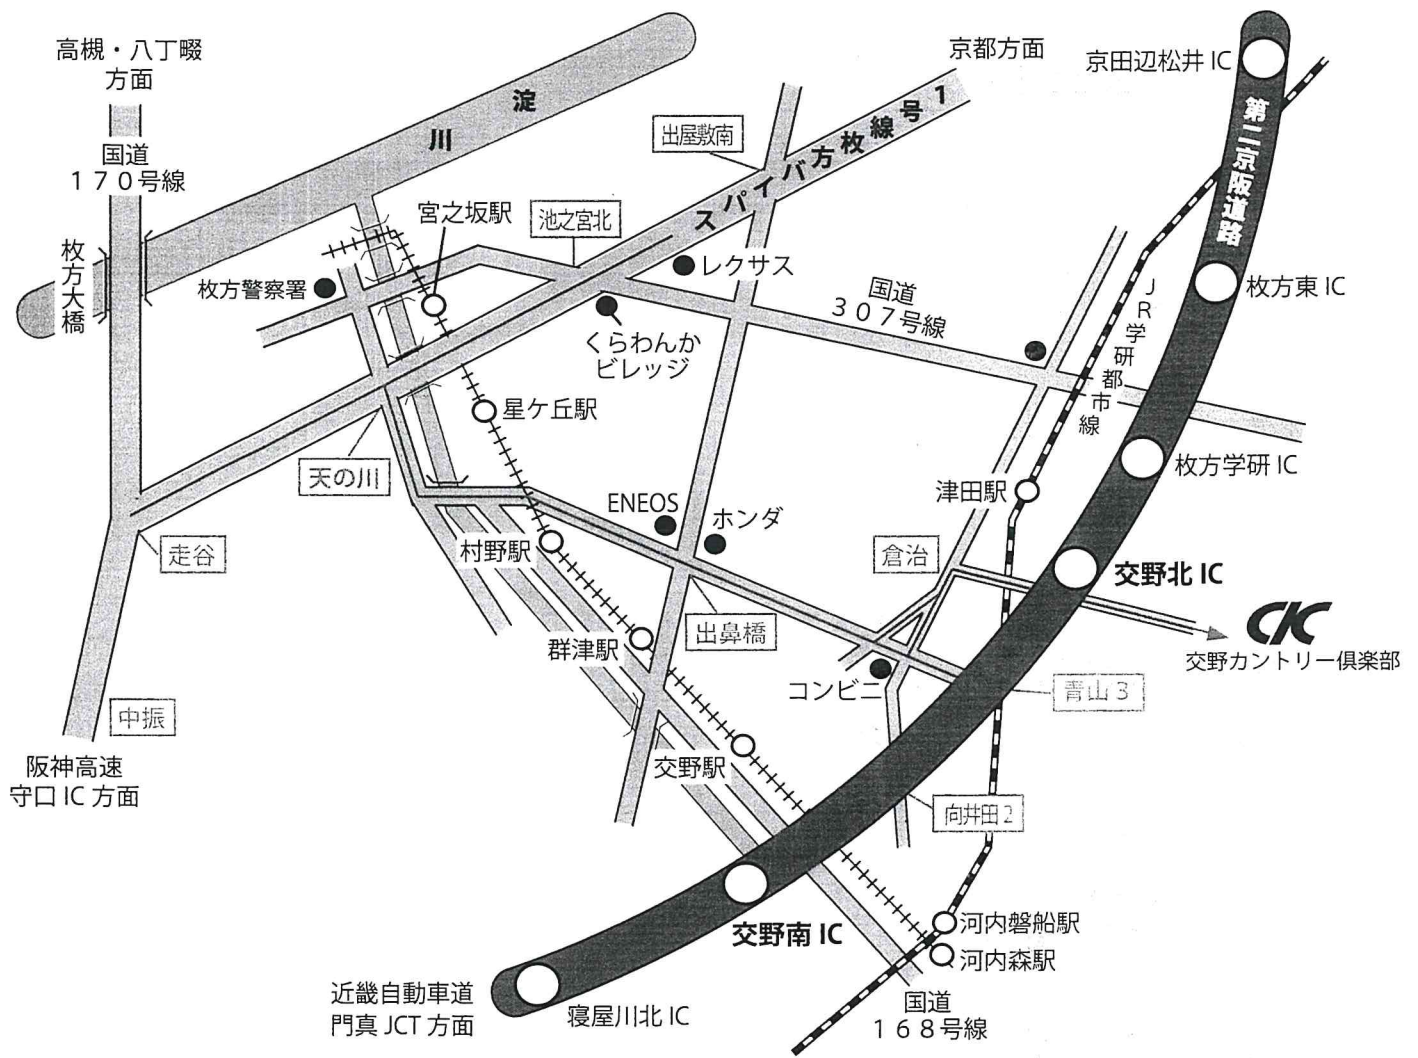 高槻・八丁畷
方面
国道
１７０号線
淀
川
枚方大橋
京都方面
1号線枚方バイパス
出屋敷南
京田辺松井 IC
第二京阪道路
宮之坂駅
池之宮北
枚方警察署
レクサス
くらわんか
ビレッジ
国道
３０７号線
JR学研都市線
枚方東 IC
星ケ丘駅
天の川
枚方学研 IC
津田駅
ENEOS
ホンダ
走谷
村野駅
倉治
交野北 IC
CIC
交野カントリー倶楽部
出鼻橋
群津駅
コンビニ
青山 3
中振
交野駅
阪神高速
守口 IC 方面
向井田 2
交野南 IC
河内磐船駅
河内森駅
近畿自動車道
門真 JCT 方面
寝屋川北 IC
国道
１６８号線